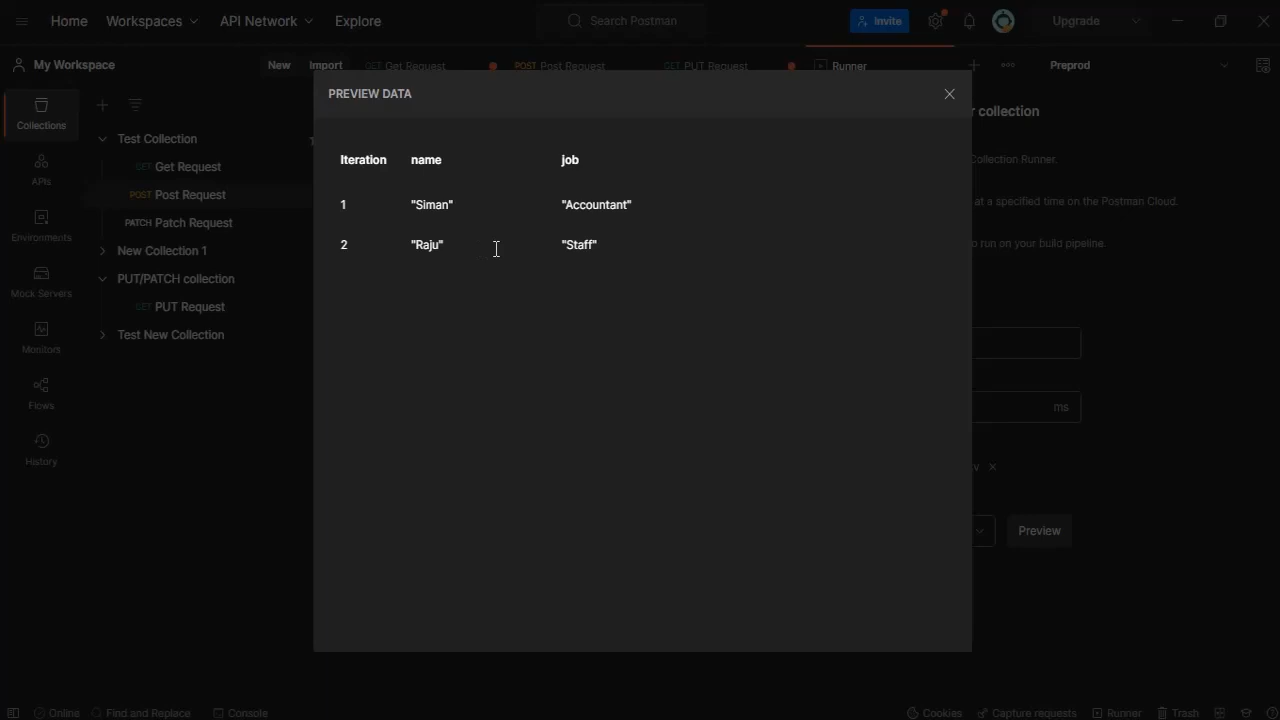 Home Workspaces API Network Explore Search Postman Invite Upgrade
My Workspace New Import GET Get Request POST Post Request GET PUT Request Runner Preprod
PREVIEW DATA
Collections
APIs
Environments
Mock Servers
Monitors
Flows
History
Test Collection
GET Get Request
POST Post Request
PATCH Patch Request
New Collection 1
PUT/PATCH collection
GET PUT Request
Test New Collection
Iteration name job
1 "Siman" "Accountant"
2 "Raju" "Staff"
collection
Collection Runner.
at a specified time on the Postman Cloud.
run on your build pipeline.
ms
Preview
Online Find and Replace Console Cookies Capture requests Runner Trash